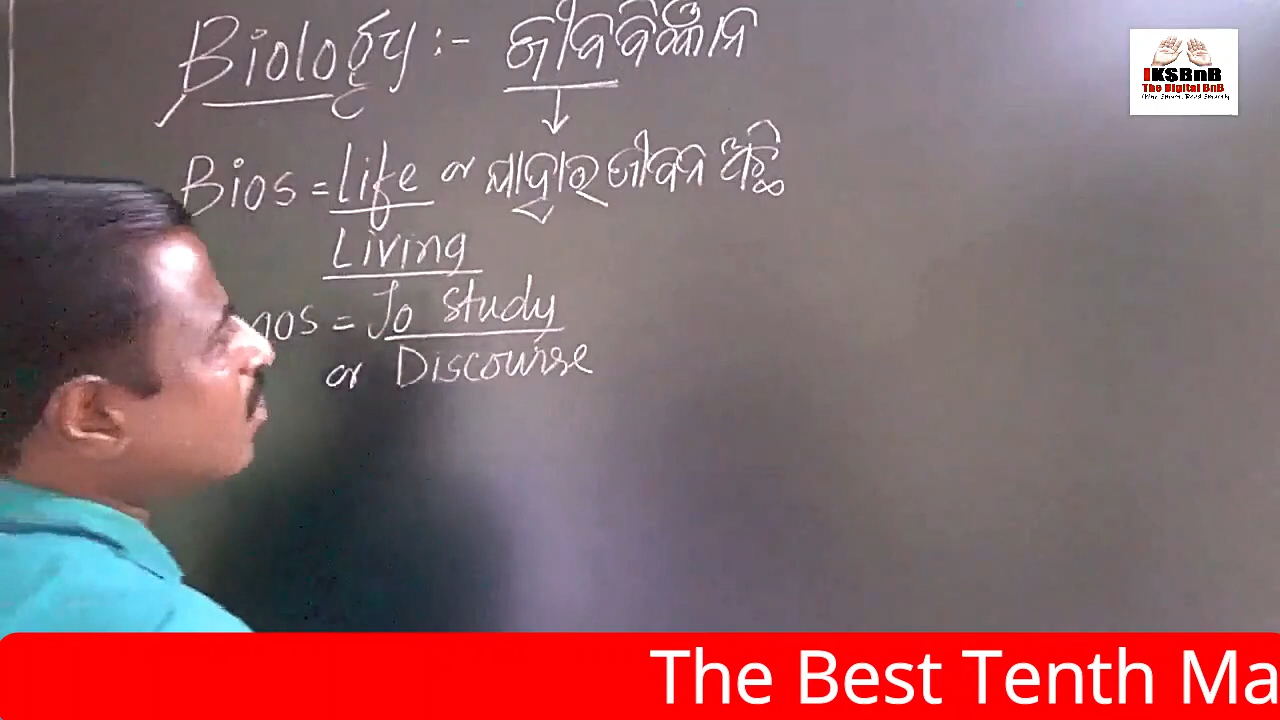 Biology :- ଜୀବବିଜ୍ଞାନ
Bios = Life or ଯାହାର ଜୀବନ ଅଛି
Living
nos = To study
or Discourse
IKSBnB
The Digital BnB
The Best Tenth Ma